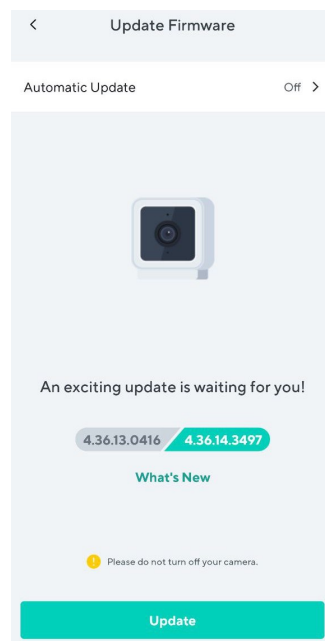 Update Firmware
Automatic Update Off
An exciting update is waiting for you!
4.36.13.0416 4.36.14.3497
What's New
! Please do not turn off your camera.
Update